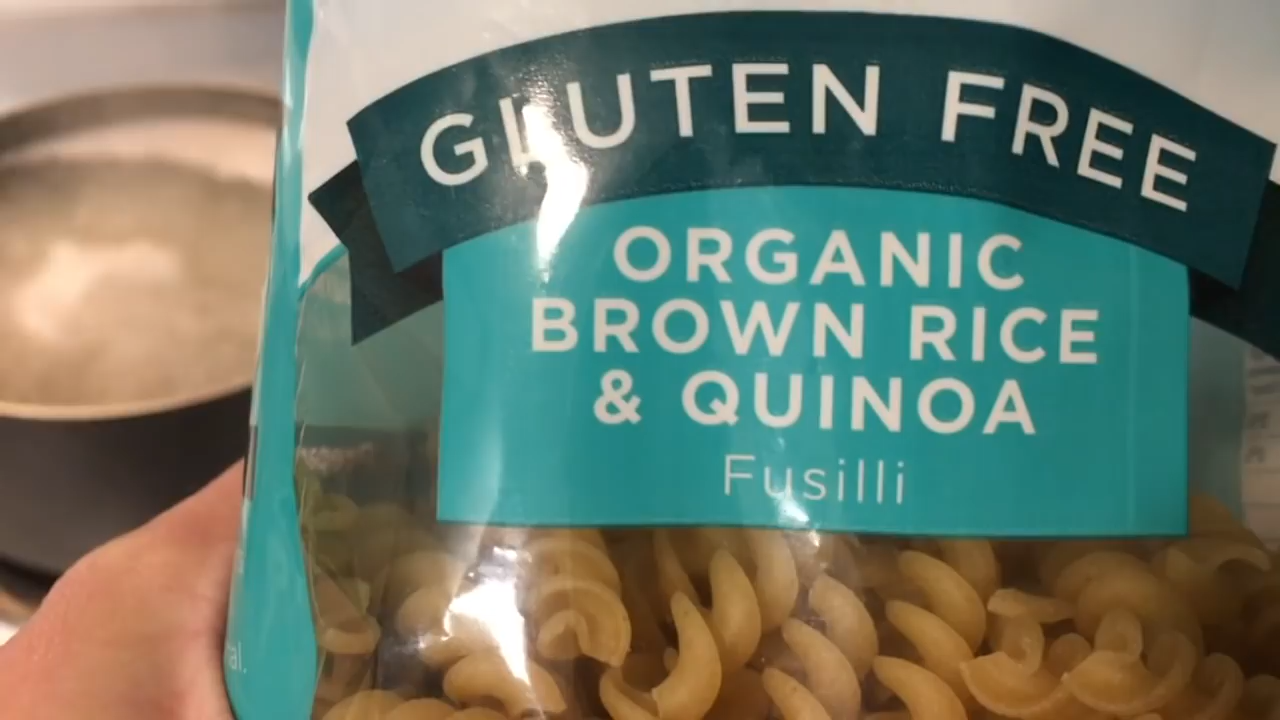 GLUTEN FREE
ORGANIC
BROWN RICE
& QUINOA
Fusilli